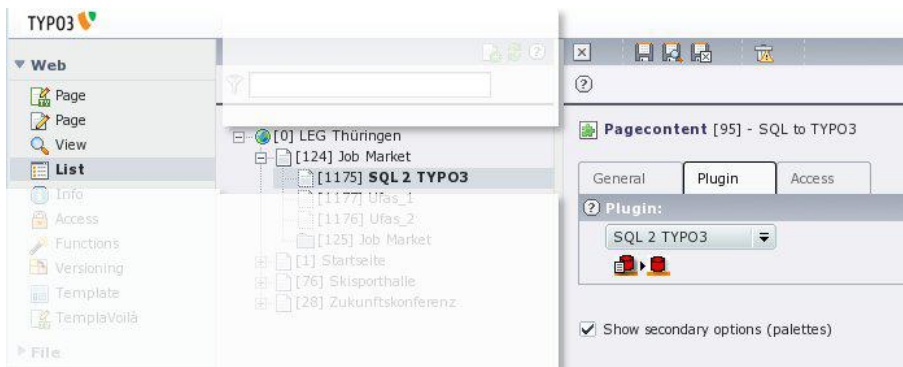 TYPO3
Web
Page
Page
View
List
Info
Access
Functions
Versioning
Template
TemplaVoilà
File
[0] LEG Thüringen
[124] Job Market
[1175] SQL 2 TYPO3
[1177] Ufas_1
[1176] Ufas_2
[125] Job Market
[1] Startseite
[76] Skisporthalle
[28] Zukunftskonferenz
Pagecontent [95] - SQL to TYPO3
General Plugin Access
Plugin:
SQL 2 TYPO3
Show secondary options (palettes)